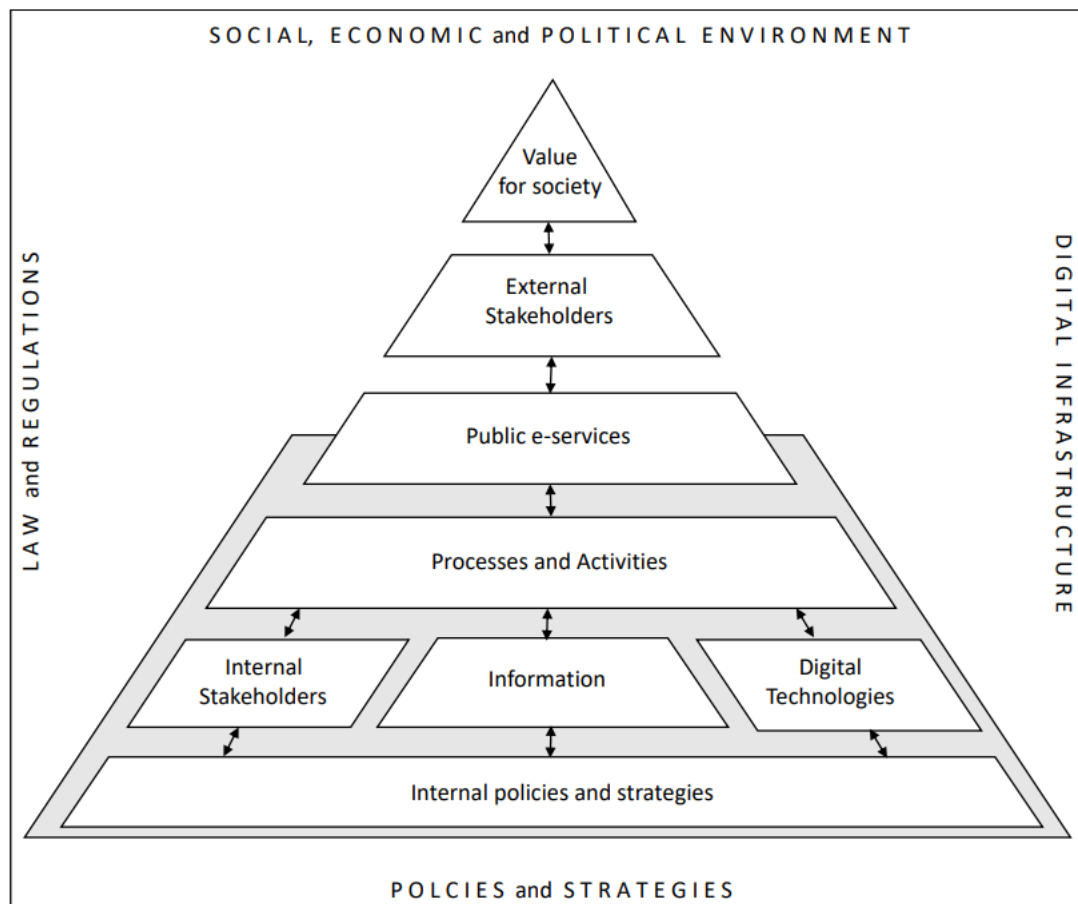 SOCIAL, ECONOMIC and POLITICAL ENVIRONMENT
Value
for society
External
Stakeholders
LAW and REGULATIONS
DIGITAL INFRASTRUCTURE
Public e-services
Processes and Activities
Internal
Stakeholders
Information
Digital
Technologies
Internal policies and strategies
POLCIES and STRATEGIES